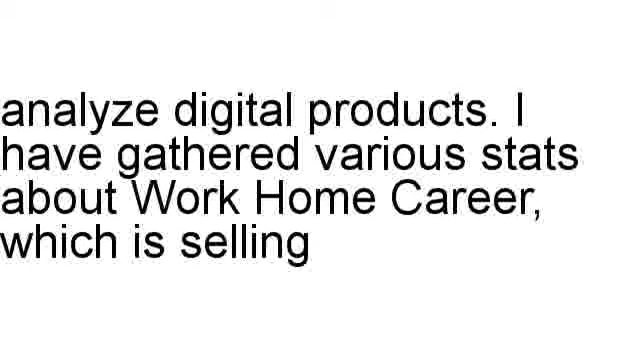 analyze digital products. I
have gathered various stats
about Work Home Career,
which is selling